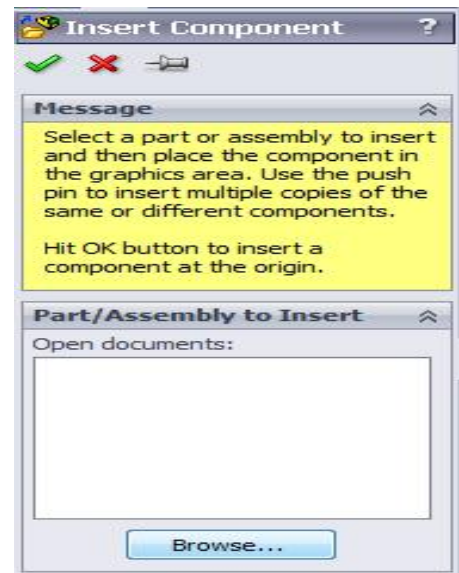 Insert Component ?
Message
Select a part or assembly to insert
and then place the component in
the graphics area. Use the push
pin to insert multiple copies of the
same or different components.
Hit OK button to insert a
component at the origin.
Part/Assembly to Insert
Open documents:
Browse...